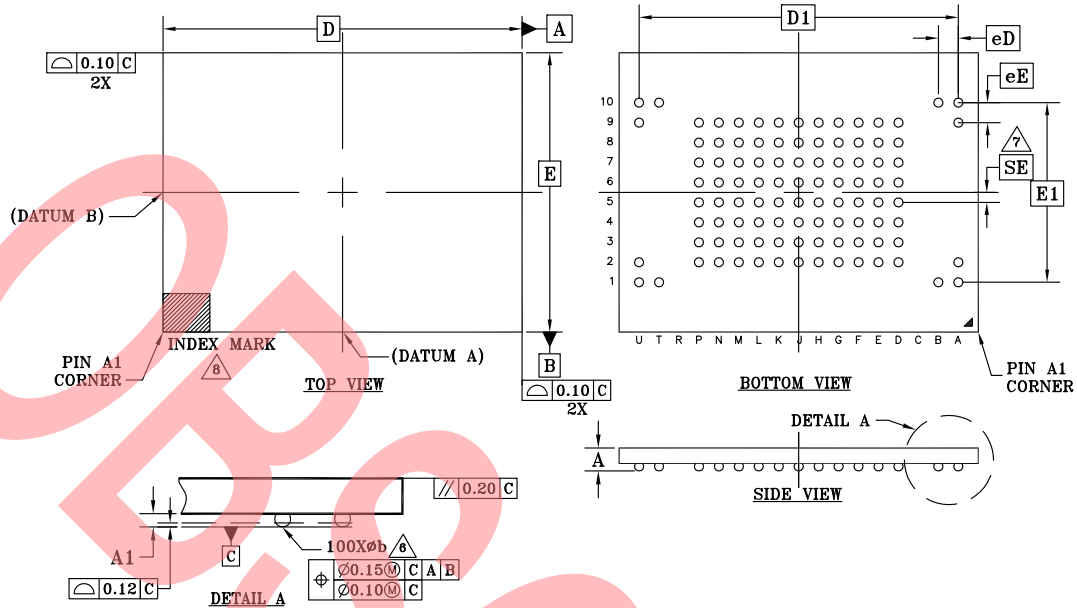 D
A
⌓ 0.10 C
2X
E
(DATUM B)
INDEX MARK
8
PIN A1
CORNER
(DATUM A)
TOP VIEW
B
⌓ 0.10 C
2X
D1
eD
eE
7
SE
E1
10
9
8
7
6
5
4
3
2
1
U T R P N M L K J H G F E D C B A
BOTTOM VIEW
PIN A1
CORNER
DETAIL A
A
SIDE VIEW
// 0.20 C
A1
C
100XØb 6
⌖ Ø0.15Ⓜ C A B
Ø0.10Ⓜ C
⌓ 0.12 C
DETAIL A